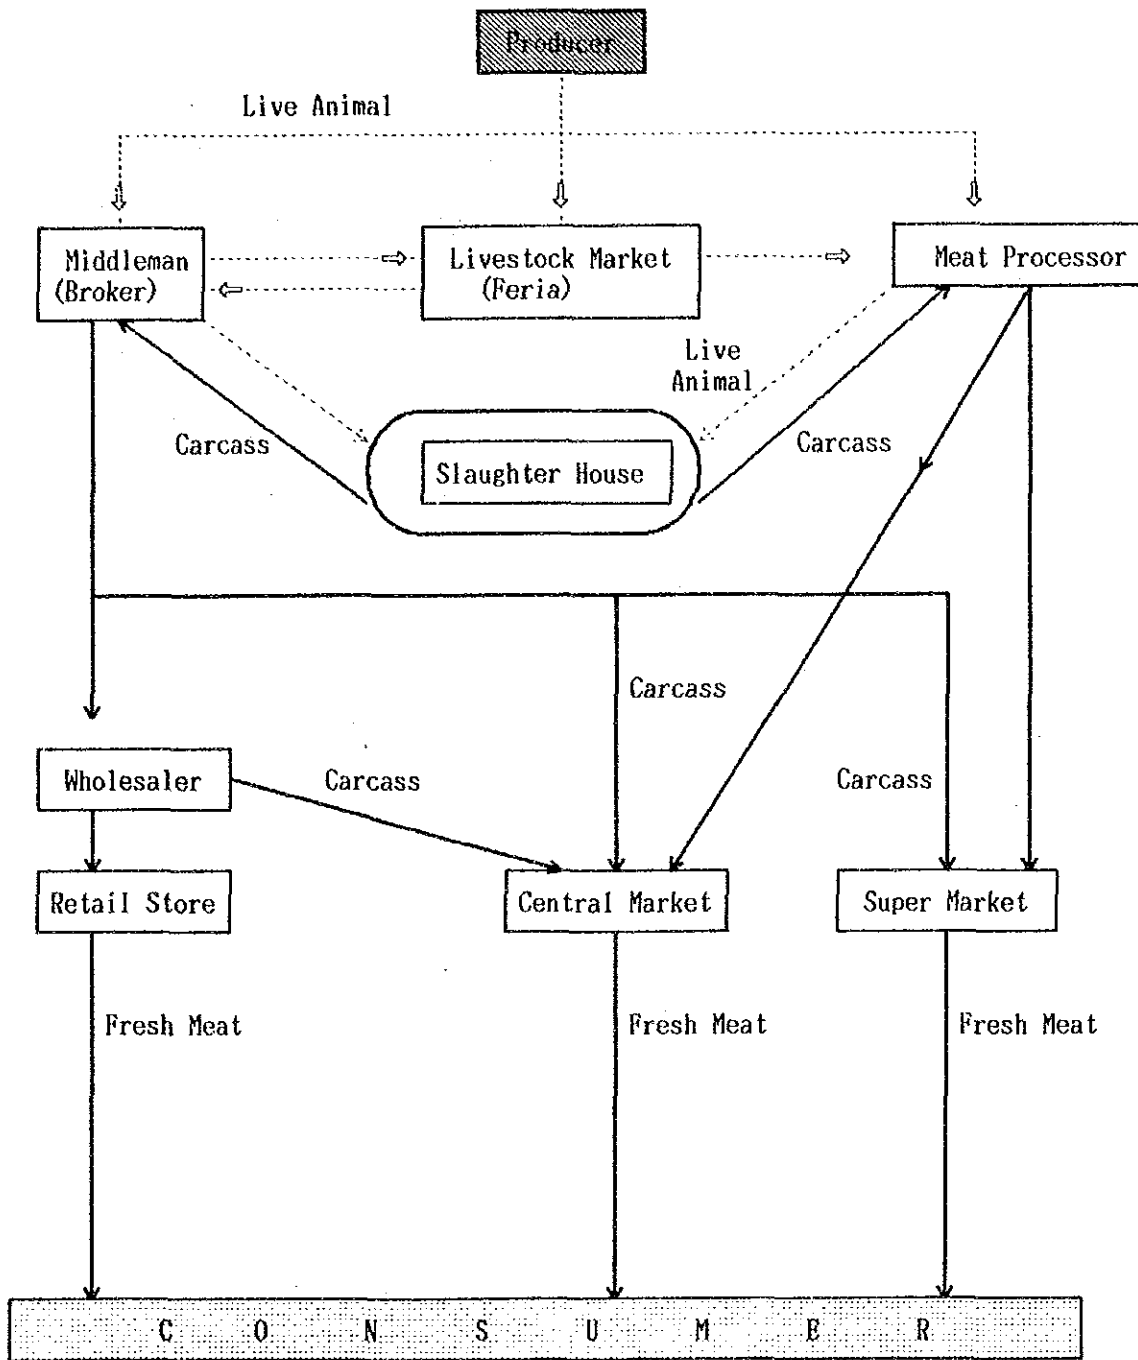 Producer
Live Animal
Middleman
(Broker)
Livestock Market
(Feria)
Meat Processor
Live
Animal
Carcass
Carcass
Slaughter House
Carcass
Wholesaler
Carcass
Carcass
Retail Store
Central Market
Super Market
Fresh Meat
Fresh Meat
Fresh Meat
C O N S U M E R